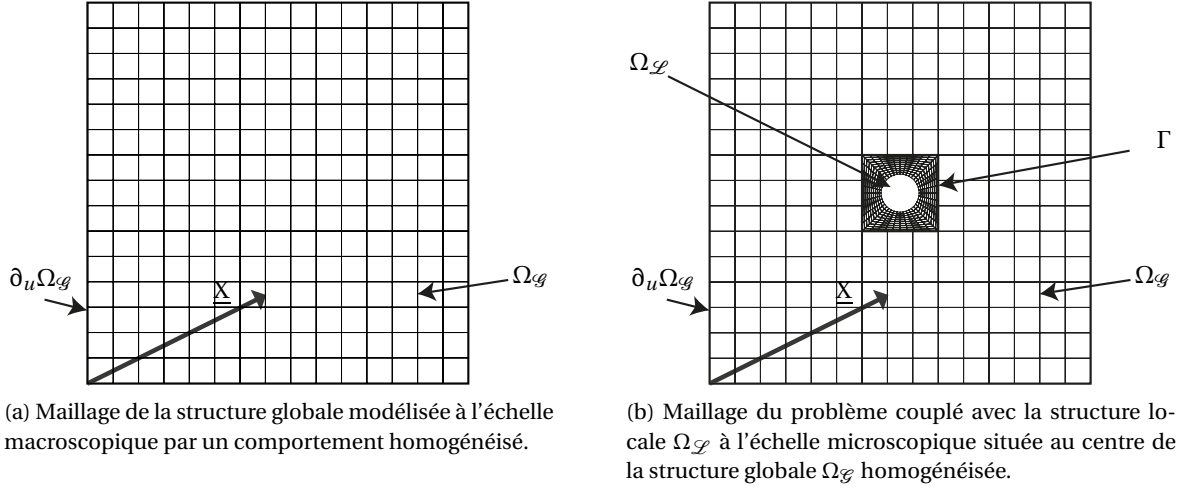 ∂ᵤΩ𝒢
X
Ω𝒢
(a) Maillage de la structure globale modélisée à l'échelle
macroscopique par un comportement homogénéisé.
Ωℒ
Γ
∂ᵤΩ𝒢
X
Ω𝒢
(b) Maillage du problème couplé avec la structure lo-
cale Ωℒ à l'échelle microscopique située au centre de
la structure globale Ω𝒢 homogénéisée.